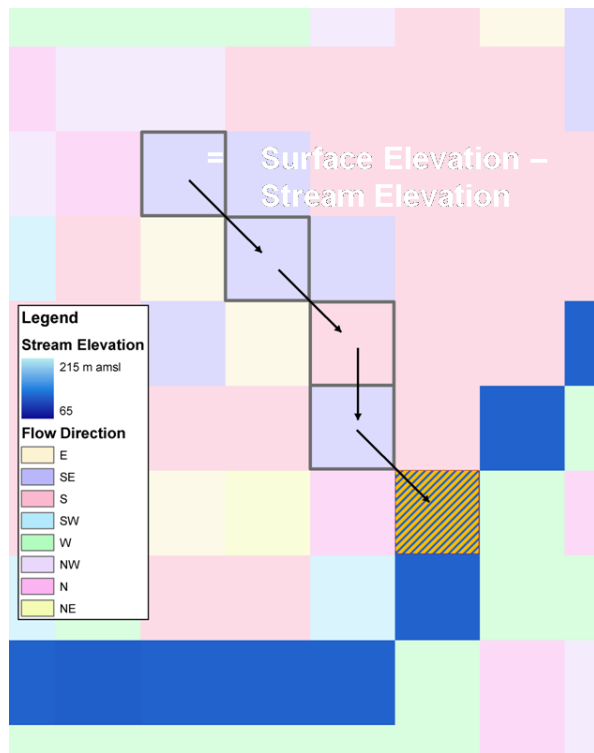 = Surface Elevation –
Stream Elevation
Legend
Stream Elevation
215 m amsl
65
Flow Direction
E
SE
S
SW
W
NW
N
NE